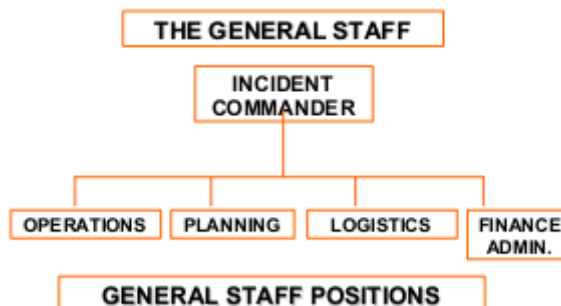 THE GENERAL STAFF
INCIDENT
COMMANDER
OPERATIONS PLANNING LOGISTICS FINANCE
ADMIN.
GENERAL STAFF POSITIONS